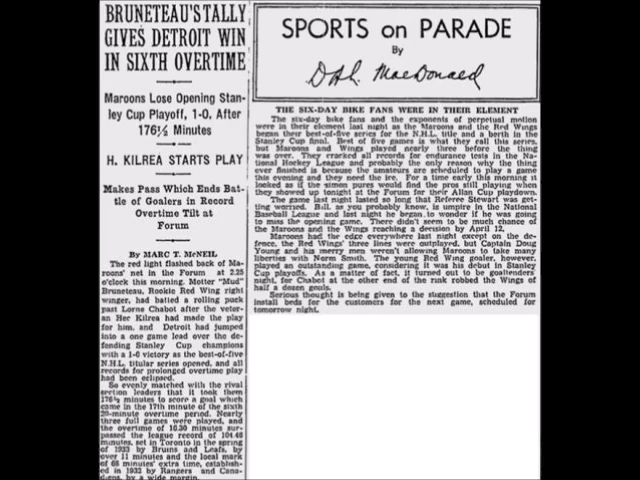 BRUNETEAU'S TALLY
GIVES DETROIT WIN
IN SIXTH OVERTIME
Maroons Lose Opening Stan-
ley Cup Playoff, 1-0. After
176½ Minutes
H. KILREA STARTS PLAY
Makes Pass Which Ends Bat-
tle of Goalers in Record
Overtime Tilt at
Forum
By MARC T. McNEIL
The red light flashed back of Ma-
roons' net in the Forum at 2.25
o'clock this morning. Motter "Mud"
Bruneteau, Rookie Red Wing right
winger, had batted a rolling puck
past Lorne Chabot after the veter-
an Her Kilrea had made the play
for him, and Detroit had jumped
into a one game lead over the de-
fending Stanley Cup champions
with a 1-0 victory as the best-of-five
N.H.L. titular series opened, and all
records for prolonged overtime play
had been eclipsed.
So evenly matched with the rival
section leaders that it took them
176½ minutes to score a goal which
came in the 17th minute of the sixth
20-minute overtime period. Nearly
three full games were played, and
the overtime of 16.30 minutes sur-
passed the league record of 104.46
minutes, set in Toronto in the spring
of 1933 by Bruins and Leafs, by
over 11 minutes and the local mark
of 68 minutes' extra time, establish-
ed in 1932 by Rangers and Cana-
diens, by a wide margin.
SPORTS on PARADE
By
D.A.L. MacDonald
THE SIX-DAY BIKE FANS WERE IN THEIR ELEMENT
The six-day bike fans and the exponents of perpetual motion
were in their element last night as the Maroons and the Red Wings
began their best-of-five series for the N.H.L. title and a berth in the
Stanley Cup final. Best of five games is what they call this series,
but Maroons and Wings played nearly three before the thing
was over. They cracked all records for endurance tests in the Na-
tional Hockey League and probably the only reason why the thing
ever finished is because the amateurs are scheduled to play a game
this evening and they need the ice. For a time early this morning it
looked as if the simon pures would find the pros still playing when
they showed up tonight at the Forum for their Allan Cup playdown.
The game last night lasted so long that Referee Stewart was get-
ting worried. Bill, as you probably know, is umpire in the National
Baseball League and last night he began to wonder if he was going
to miss the opening game. There didn't seem to be much chance of
the Maroons and the Wings reaching a decision by April 12.
Maroons had the edge everywhere last night except on the de-
fence, the Red Wings' three lines were outplayed, but Captain Doug
Young and his merry men weren't allowing Maroons to take many
liberties with Norm Smith. The young Red Wing goaler, however,
played an outstanding game, considering it was his debut in Stanley
Cup playoffs. As a matter of fact, it turned out to be goaltenders'
night, for Chabot at the other end of the rink robbed the Wings of
half a dozen goals.
Serious thought is being given to the suggestion that the Forum
install beds for the customers for the next game, scheduled for
tomorrow night.